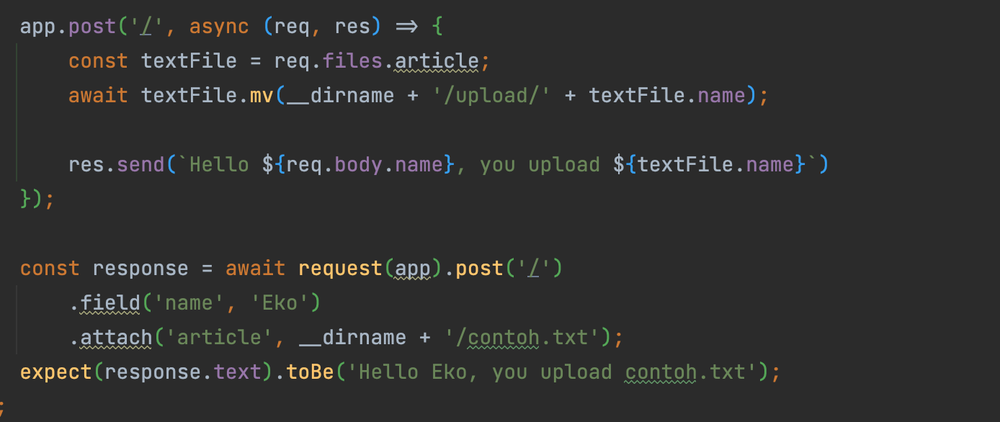 app.post('/', async (req, res) => {
    const textFile = req.files.article;
    await textFile.mv(__dirname + '/upload/' + textFile.name);
    res.send(`Hello ${req.body.name}, you upload ${textFile.name}`)
});
const response = await request(app).post('/')
    .field('name', 'Eko')
    .attach('article', __dirname + '/contoh.txt');
expect(response.text).toBe('Hello Eko, you upload contoh.txt');
;